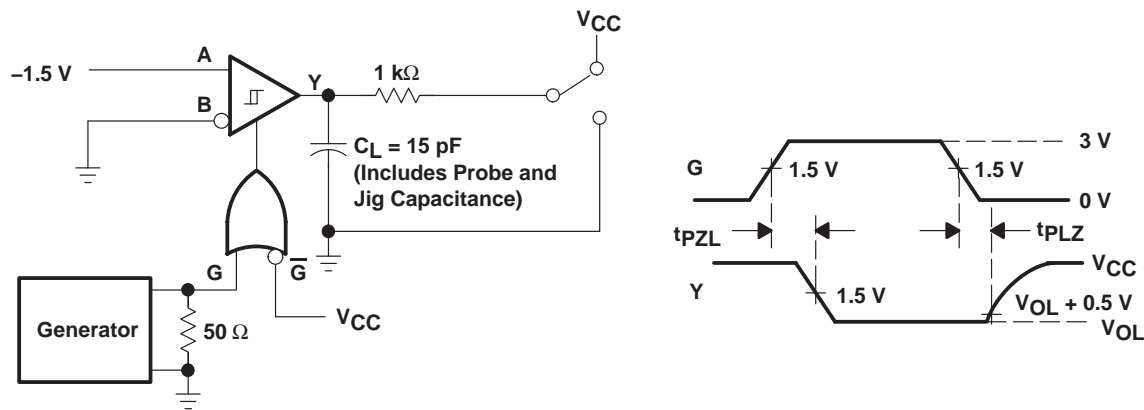 VCC
A
–1.5 V
Y
1 kΩ
B
CL = 15 pF
(Includes Probe and
Jig Capacitance)
G
G
VCC
Generator
50 Ω
3 V
G
1.5 V
1.5 V
0 V
tPZL
tPLZ
VCC
Y
1.5 V
VOL + 0.5 V
VOL